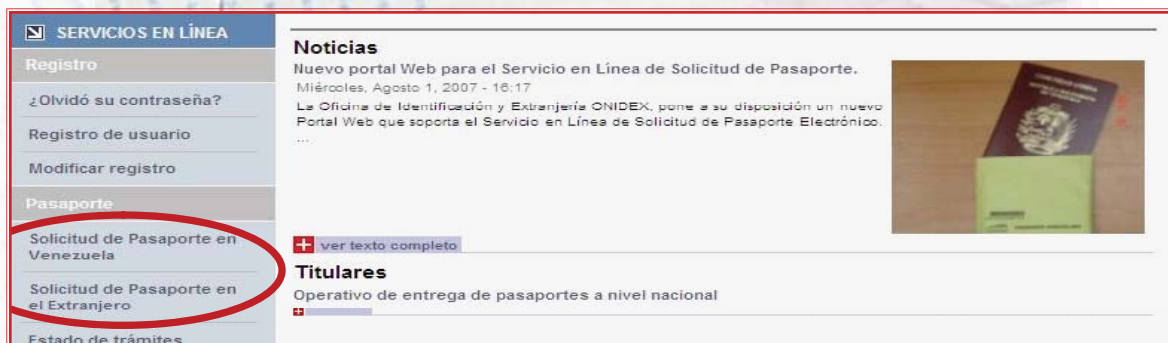 SERVICIOS EN LÍNEA
Registro
¿Olvidó su contraseña?
Registro de usuario
Modificar registro
Pasaporte
Solicitud de Pasaporte en
Venezuela
Solicitud de Pasaporte en
el Extranjero
Estado de trámites
Noticias
Nuevo portal Web para el Servicio en Línea de Solicitud de Pasaporte.
Miércoles, Agosto 1, 2007 - 16:17
La Oficina de Identificación y Extranjería ONIDEX, pone a su disposición un nuevo
Portal Web que soporta el Servicio en Línea de Solicitud de Pasaporte Electrónico.
...
ver texto completo
Titulares
Operativo de entrega de pasaportes a nivel nacional